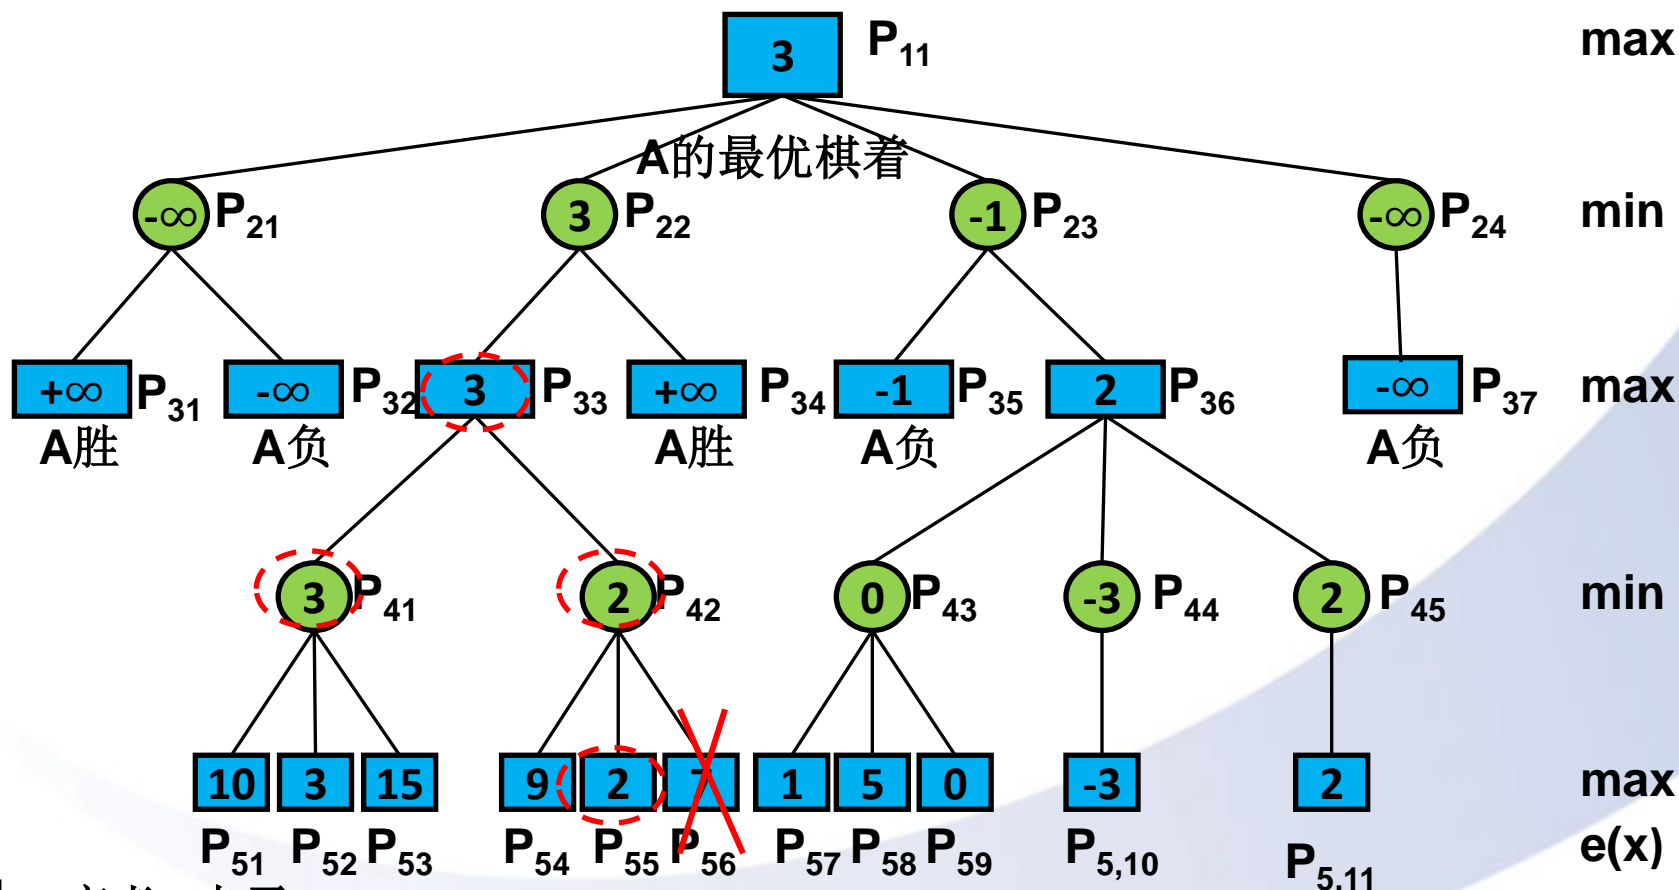 3 P11 max
A的最优棋着
-∞ P21 3 P22 -1 P23 -∞ P24 min
+∞ P31 -∞ P32 3 P33 +∞ P34 -1 P35 2 P36 -∞ P37 max
A胜 A负 A胜 A负 A负
3 P41 2 P42 0 P43 -3 P44 2 P45 min
10 3 15 9 2 7 1 5 0 -3 2 max
P51 P52 P53 P54 P55 P56 P57 P58 P59 P5,10 P5,11 e(x)